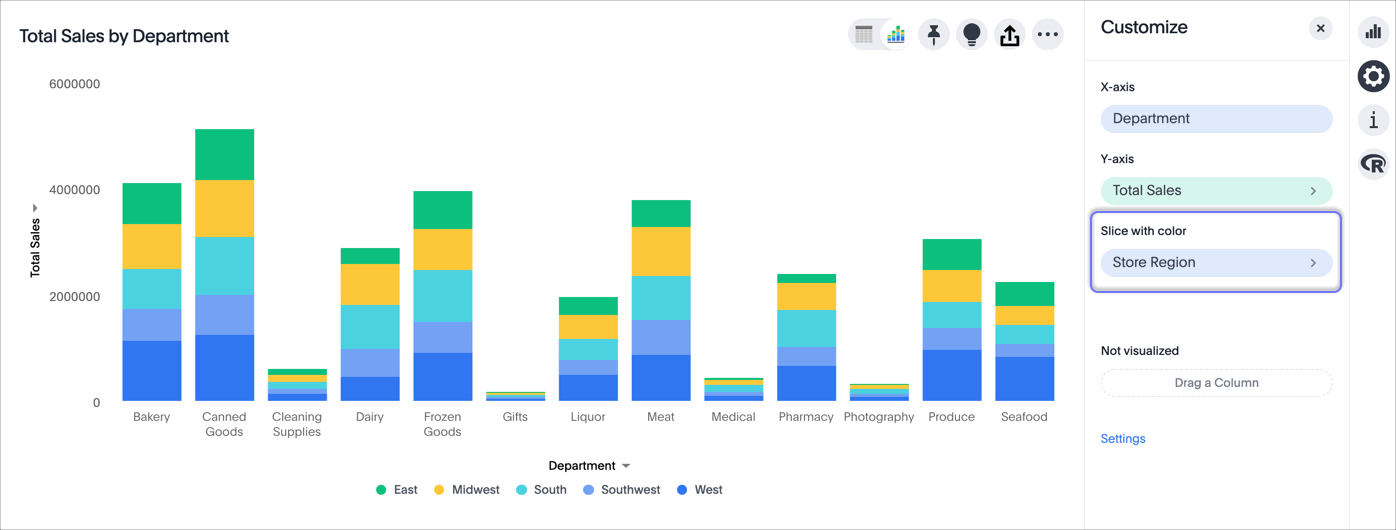 Total Sales by Department
Customize
X-axis
Department
Y-axis
Total Sales
Slice with color
Store Region
Not visualized
Drag a Column
Settings
Total Sales
6000000
4000000
2000000
0
Bakery
Canned
Goods
Cleaning
Supplies
Dairy
Frozen
Goods
Gifts
Liquor
Meat
Medical
Pharmacy
Photography
Produce
Seafood
Department
East
Midwest
South
Southwest
West
i
R